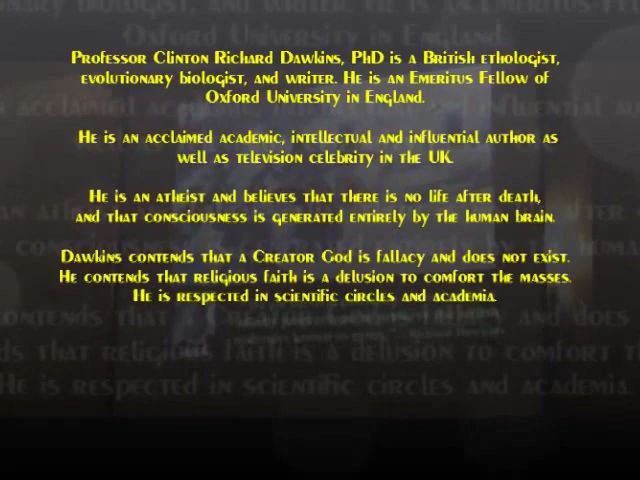 Professor Clinton Richard Dawkins, PhD is a British ethologist,
evolutionary biologist, and writer. He is an Emeritus Fellow of
Oxford University in England.
He is an acclaimed academic, intellectual and influential author as
well as television celebrity in the UK.
He is an atheist and believes that there is no life after death,
and that consciousness is generated entirely by the human brain.
Dawkins contends that a Creator God is fallacy and does not exist.
He contends that religious faith is a delusion to comfort the masses.
He is respected in scientific circles and academia.